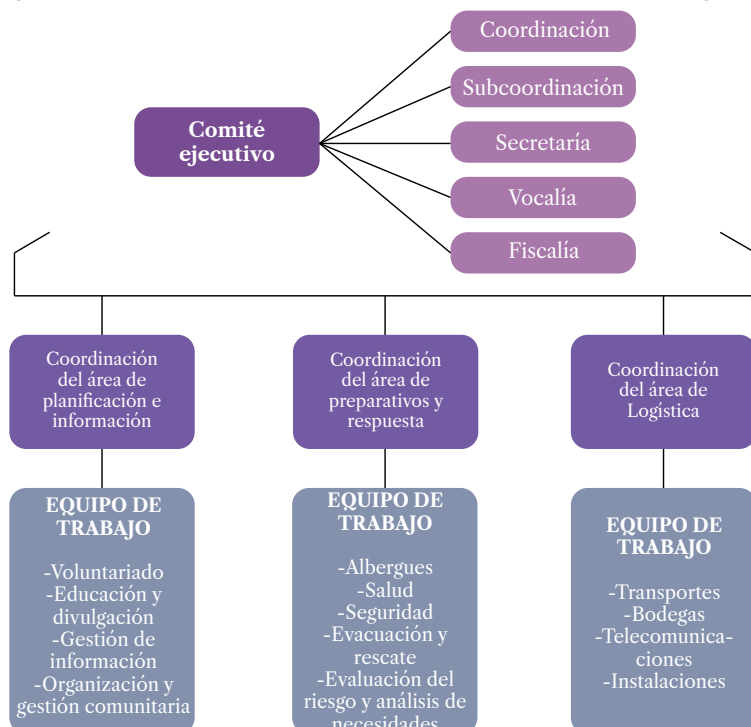 Coordinación
Subcoordinación
Comité
ejecutivo
Secretaría
Vocalía
Fiscalía
Coordinación
del área de
planificación e
información
Coordinación
del área de
preparativos y
respuesta
Coordinación
del área de
Logística
EQUIPO DE
TRABAJO
-Voluntariado
-Educación y
divulgación
-Gestión de
información
-Organización y
gestión comunitaria
EQUIPO DE
TRABAJO
-Albergues
-Salud
-Seguridad
-Evacuación y
rescate
-Evaluación del
riesgo y análisis de
necesidades
EQUIPO DE
TRABAJO
-Transportes
-Bodegas
-Telecomunica-
ciones
-Instalaciones